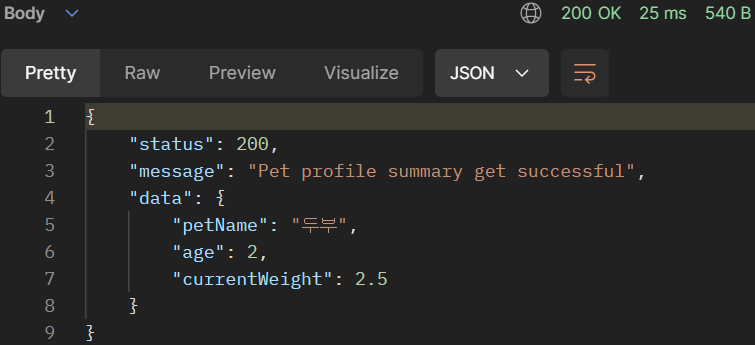 Body 200 OK 25 ms 540 B
Pretty Raw Preview Visualize JSON
1 {
2 "status": 200,
3 "message": "Pet profile summary get successful",
4 "data": {
5 "petName": "두부",
6 "age": 2,
7 "currentWeight": 2.5
8 }
9 }